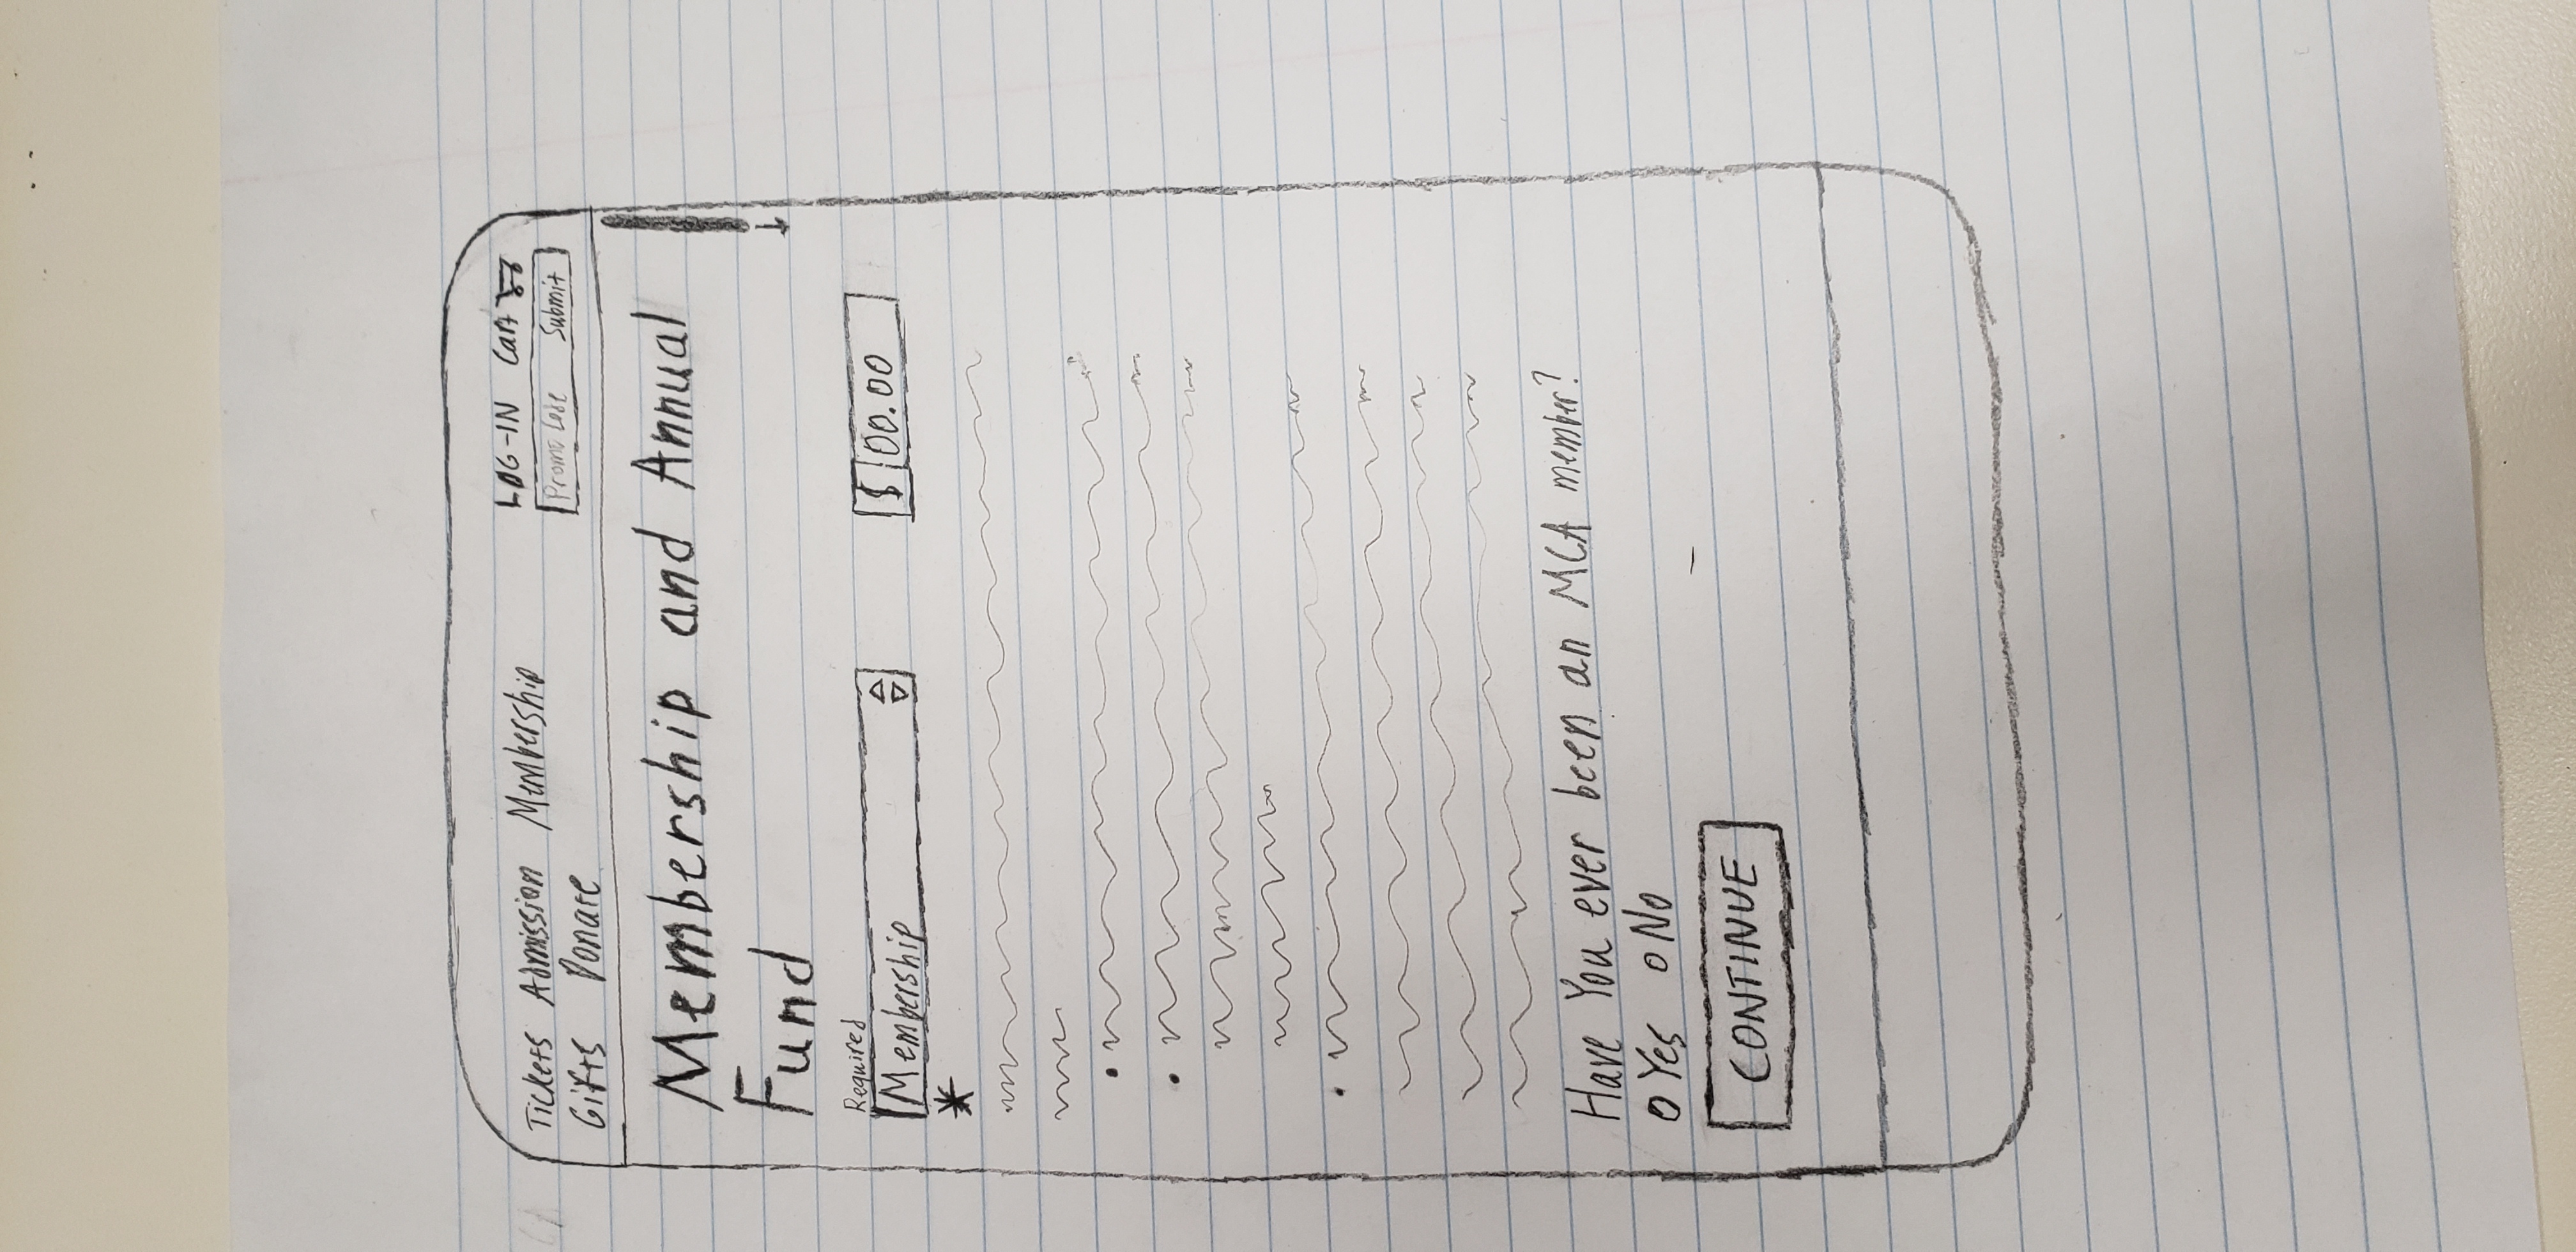 Tickets Admission Membership
Gifts Donate
LOG-IN Cart
Promo Code Submit
Membership and Annual
Fund
Required
Membership
$ 00.00
*
Have You ever been an MCA member?
Yes No
CONTINUE